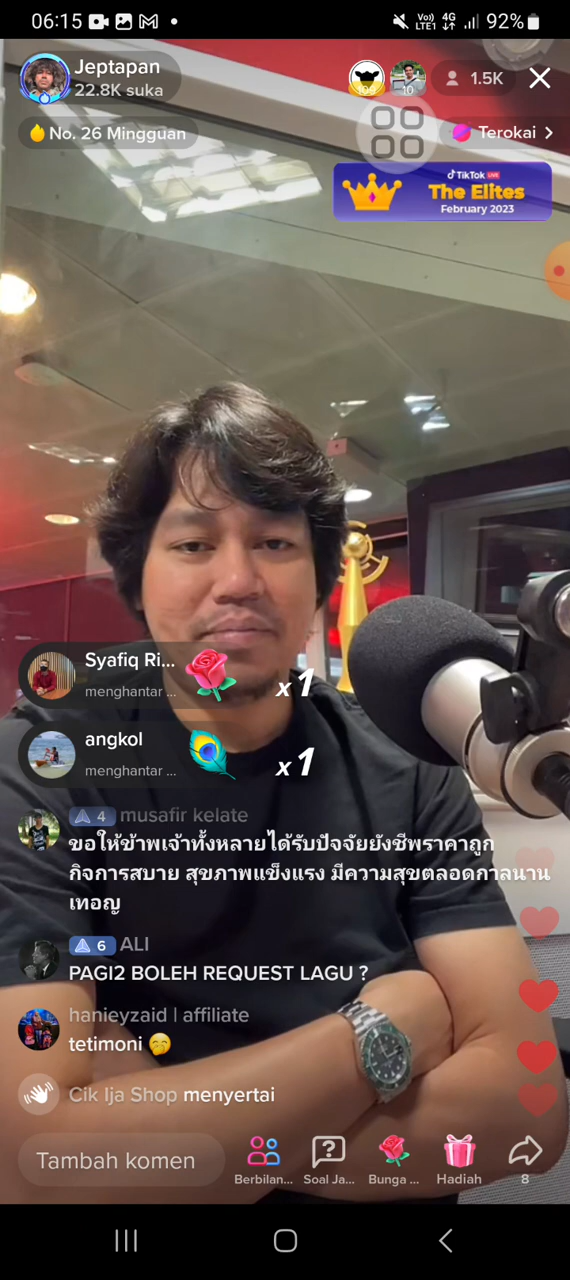 06:15
Vo)) LTE1 4G 92%
Jeptapan
22.8K suka
109
10
1.5K
No. 26 Mingguan
Terokai
TikTok LIVE
The Elites
February 2023
Syafiq Ri...
menghantar ...
x1
angkol
menghantar ...
x1
4 musafir kelate
ขอให้ข้าพเจ้าทั้งหลายได้รับปัจจัยยังชีพราคาถูก
กิจการสบาย สุขภาพแข็งแรง มีความสุขตลอดกาลนาน
เทอญ
6 ALI
PAGI2 BOLEH REQUEST LAGU ?
hanieyzaid | affiliate
tetimoni 🤭
Cik Ija Shop menyertai
Tambah komen
Berbilan...
Soal Ja...
Bunga ...
Hadiah
8